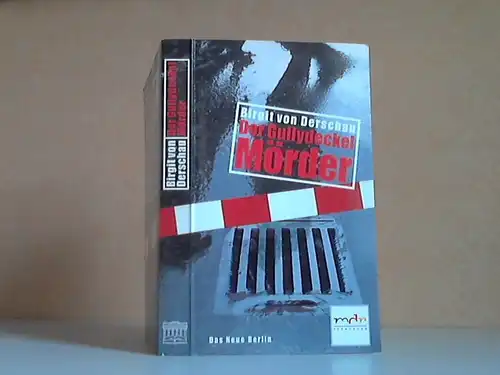 Birgit von
Derschau
Der Gullydeckel
Mörder
Birgit von Derschau
Der Gullydeckel
Mörder
Das Neue Berlin
mdr